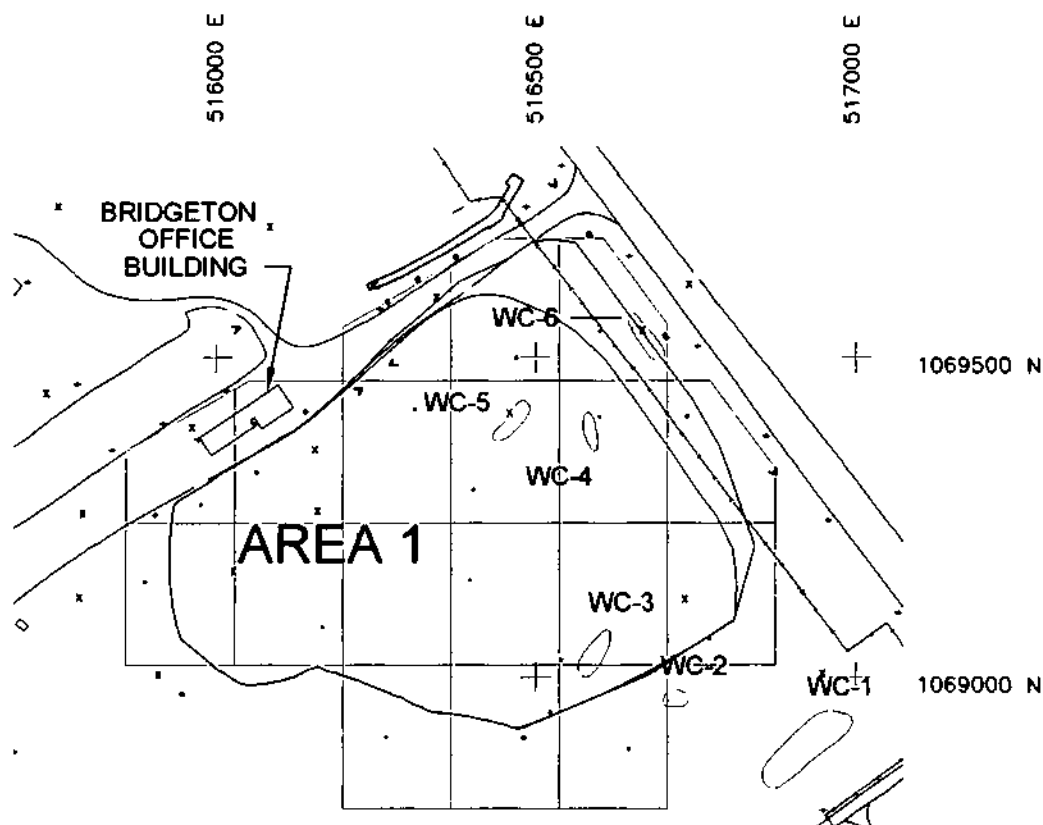 516000 E
516500 E
517000 E
BRIDGETON
OFFICE
BUILDING
WC-6
1069500 N
WC-5
WC-4
AREA 1
WC-3
WC-2
WC-1
1069000 N